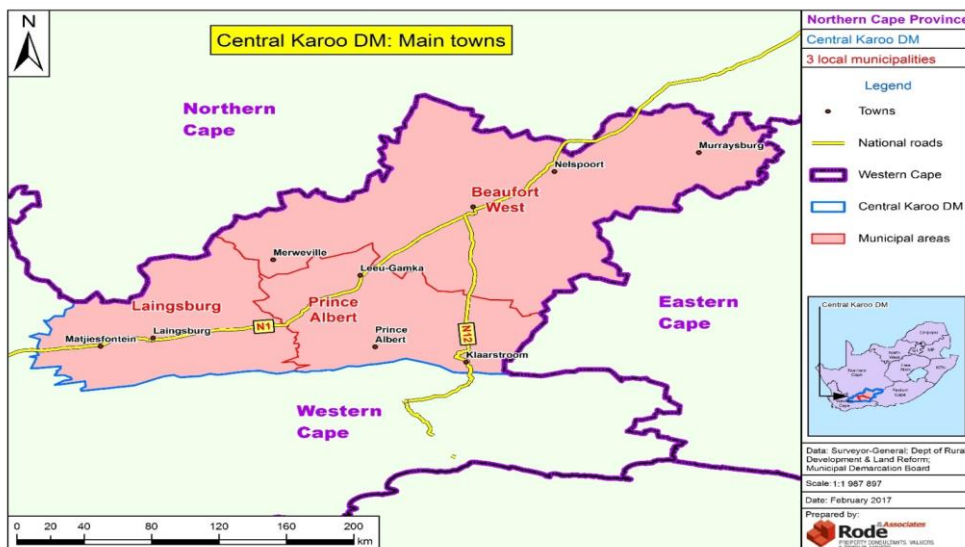 N
Central Karoo DM: Main towns
Northern
Cape
Murraysburg
Nelspoort
Beaufort
West
Merweville
Leeu-Gamka
Laingsburg
Prince
Albert
Eastern
Cape
N1
N12
Laingsburg
Matjiesfontein
Prince
Albert
Klaarstroom
Western
Cape
0 20 40 80 120 160 200
km
Northern Cape Province
Central Karoo DM
3 local municipalities
Legend
Towns
National roads
Western Cape
Central Karoo DM
Municipal areas
Central Karoo DM
Data: Surveyor-General; Dept of Rural
Development & Land Reform;
Municipal Demarcation Board
Scale:1:1 987 897
Date: February 2017
Prepared by:
Rode
& Associates
PROPERTY CONSULTANTS, VALUERS